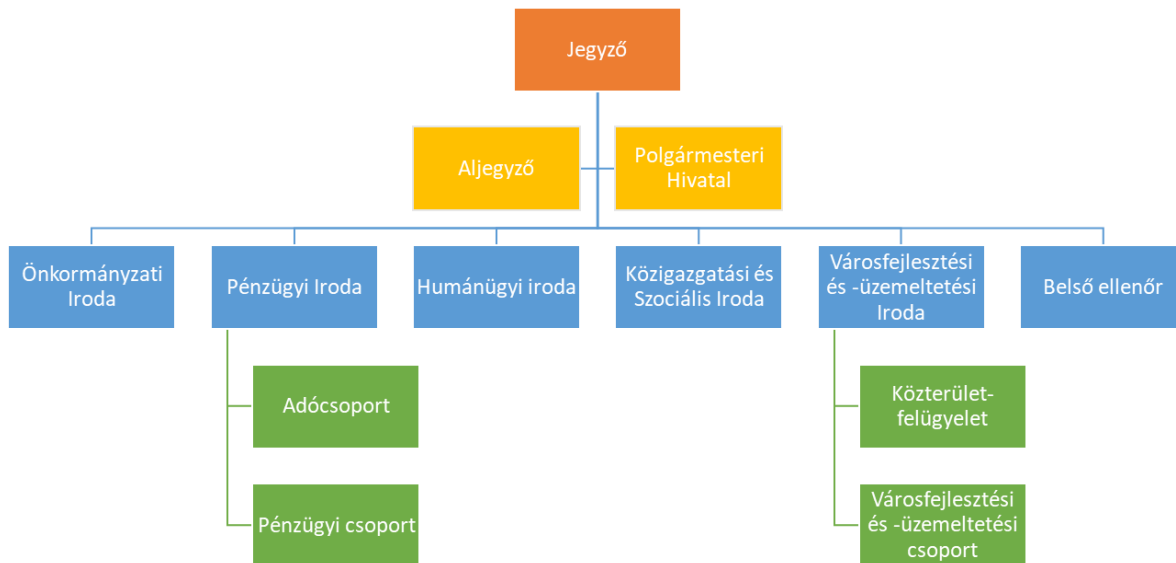 Jegyző
Aljegyző
Polgármesteri
Hivatal
Önkormányzati
Iroda
Pénzügyi Iroda
Humánügyi iroda
Közigazgatási és
Szociális Iroda
Városfejlesztési
és -üzemeltetési
Iroda
Belső ellenőr
Adócsoport
Közterület-
felügyelet
Pénzügyi csoport
Városfejlesztési
és -üzemeltetési
csoport